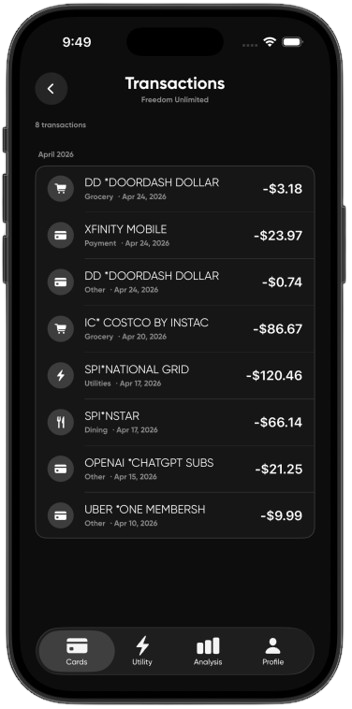 9:49
Transactions
Freedom Unlimited
8 transactions
April 2026
DD *DOORDASH DOLLAR
-$3.18
Grocery · Apr 24, 2026
XFINITY MOBILE
-$23.97
Payment · Apr 24, 2026
DD *DOORDASH DOLLAR
-$0.74
Other · Apr 24, 2026
IC* COSTCO BY INSTAC
-$86.67
Grocery · Apr 20, 2026
SPI*NATIONAL GRID
-$120.46
Utilities · Apr 17, 2026
SPI*NSTAR
-$66.14
Dining · Apr 17, 2026
OPENAI *CHATGPT SUBS
-$21.25
Other · Apr 15, 2026
UBER *ONE MEMBERSH
-$9.99
Other · Apr 10, 2026
Cards
Utility
Analysis
Profile